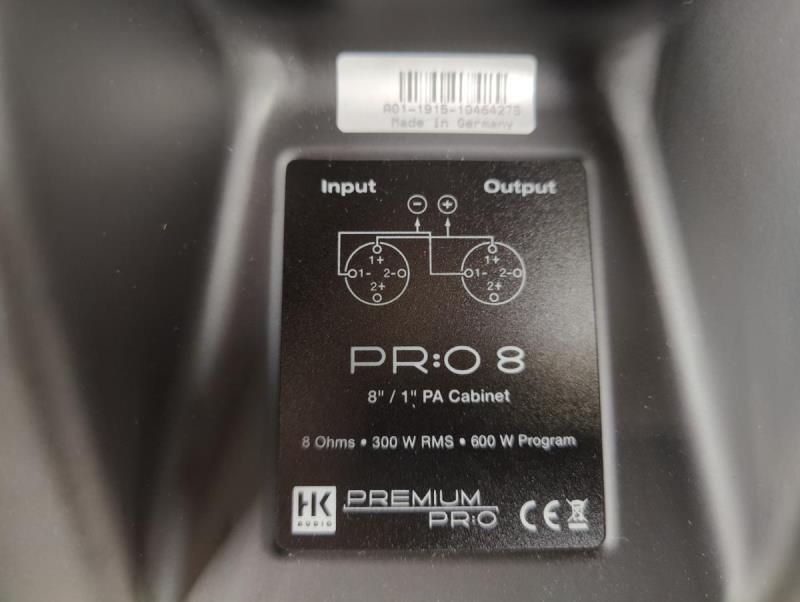 A01-1915-10464275
Made in Germany
Input Output
- +
1+ 1+
1- 2- 1- 2-
2+ 2+
PR:O 8
8" / 1" PA Cabinet
8 Ohms • 300 W RMS • 600 W Program
HK PREMIUM
AUDIO PR:O CE